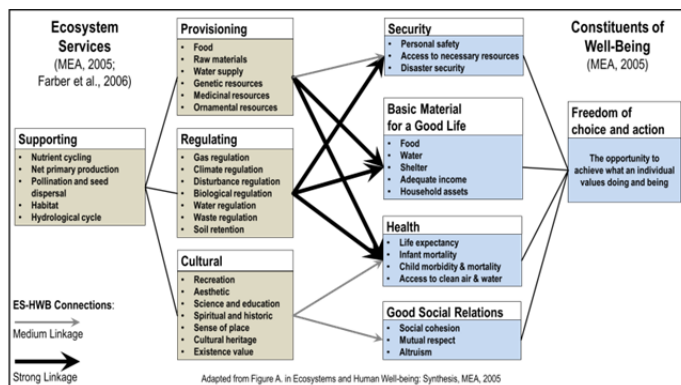 Ecosystem
Services
(MEA, 2005;
Farber et al., 2006)
Supporting
• Nutrient cycling
• Net primary production
• Pollination and seed
dispersal
• Habitat
• Hydrological cycle
ES-HWB Connections:
Medium Linkage
Strong Linkage
Provisioning
• Food
• Raw materials
• Water supply
• Genetic resources
• Medicinal resources
• Ornamental resources
Regulating
• Gas regulation
• Climate regulation
• Disturbance regulation
• Biological regulation
• Water regulation
• Waste regulation
• Soil retention
Cultural
• Recreation
• Aesthetic
• Science and education
• Spiritual and historic
• Sense of place
• Cultural heritage
• Existence value
Security
• Personal safety
• Access to necessary resources
• Disaster security
Basic Material
for a Good Life
• Food
• Water
• Shelter
• Adequate income
• Household assets
Health
• Life expectancy
• Infant mortality
• Child morbidity & mortality
• Access to clean air & water
Good Social Relations
• Social cohesion
• Mutual respect
• Altruism
Constituents of
Well-Being
(MEA, 2005)
Freedom of
choice and action
The opportunity to
achieve what an individual
values doing and being
Adapted from Figure A. in Ecosystems and Human Well-being: Synthesis, MEA, 2005